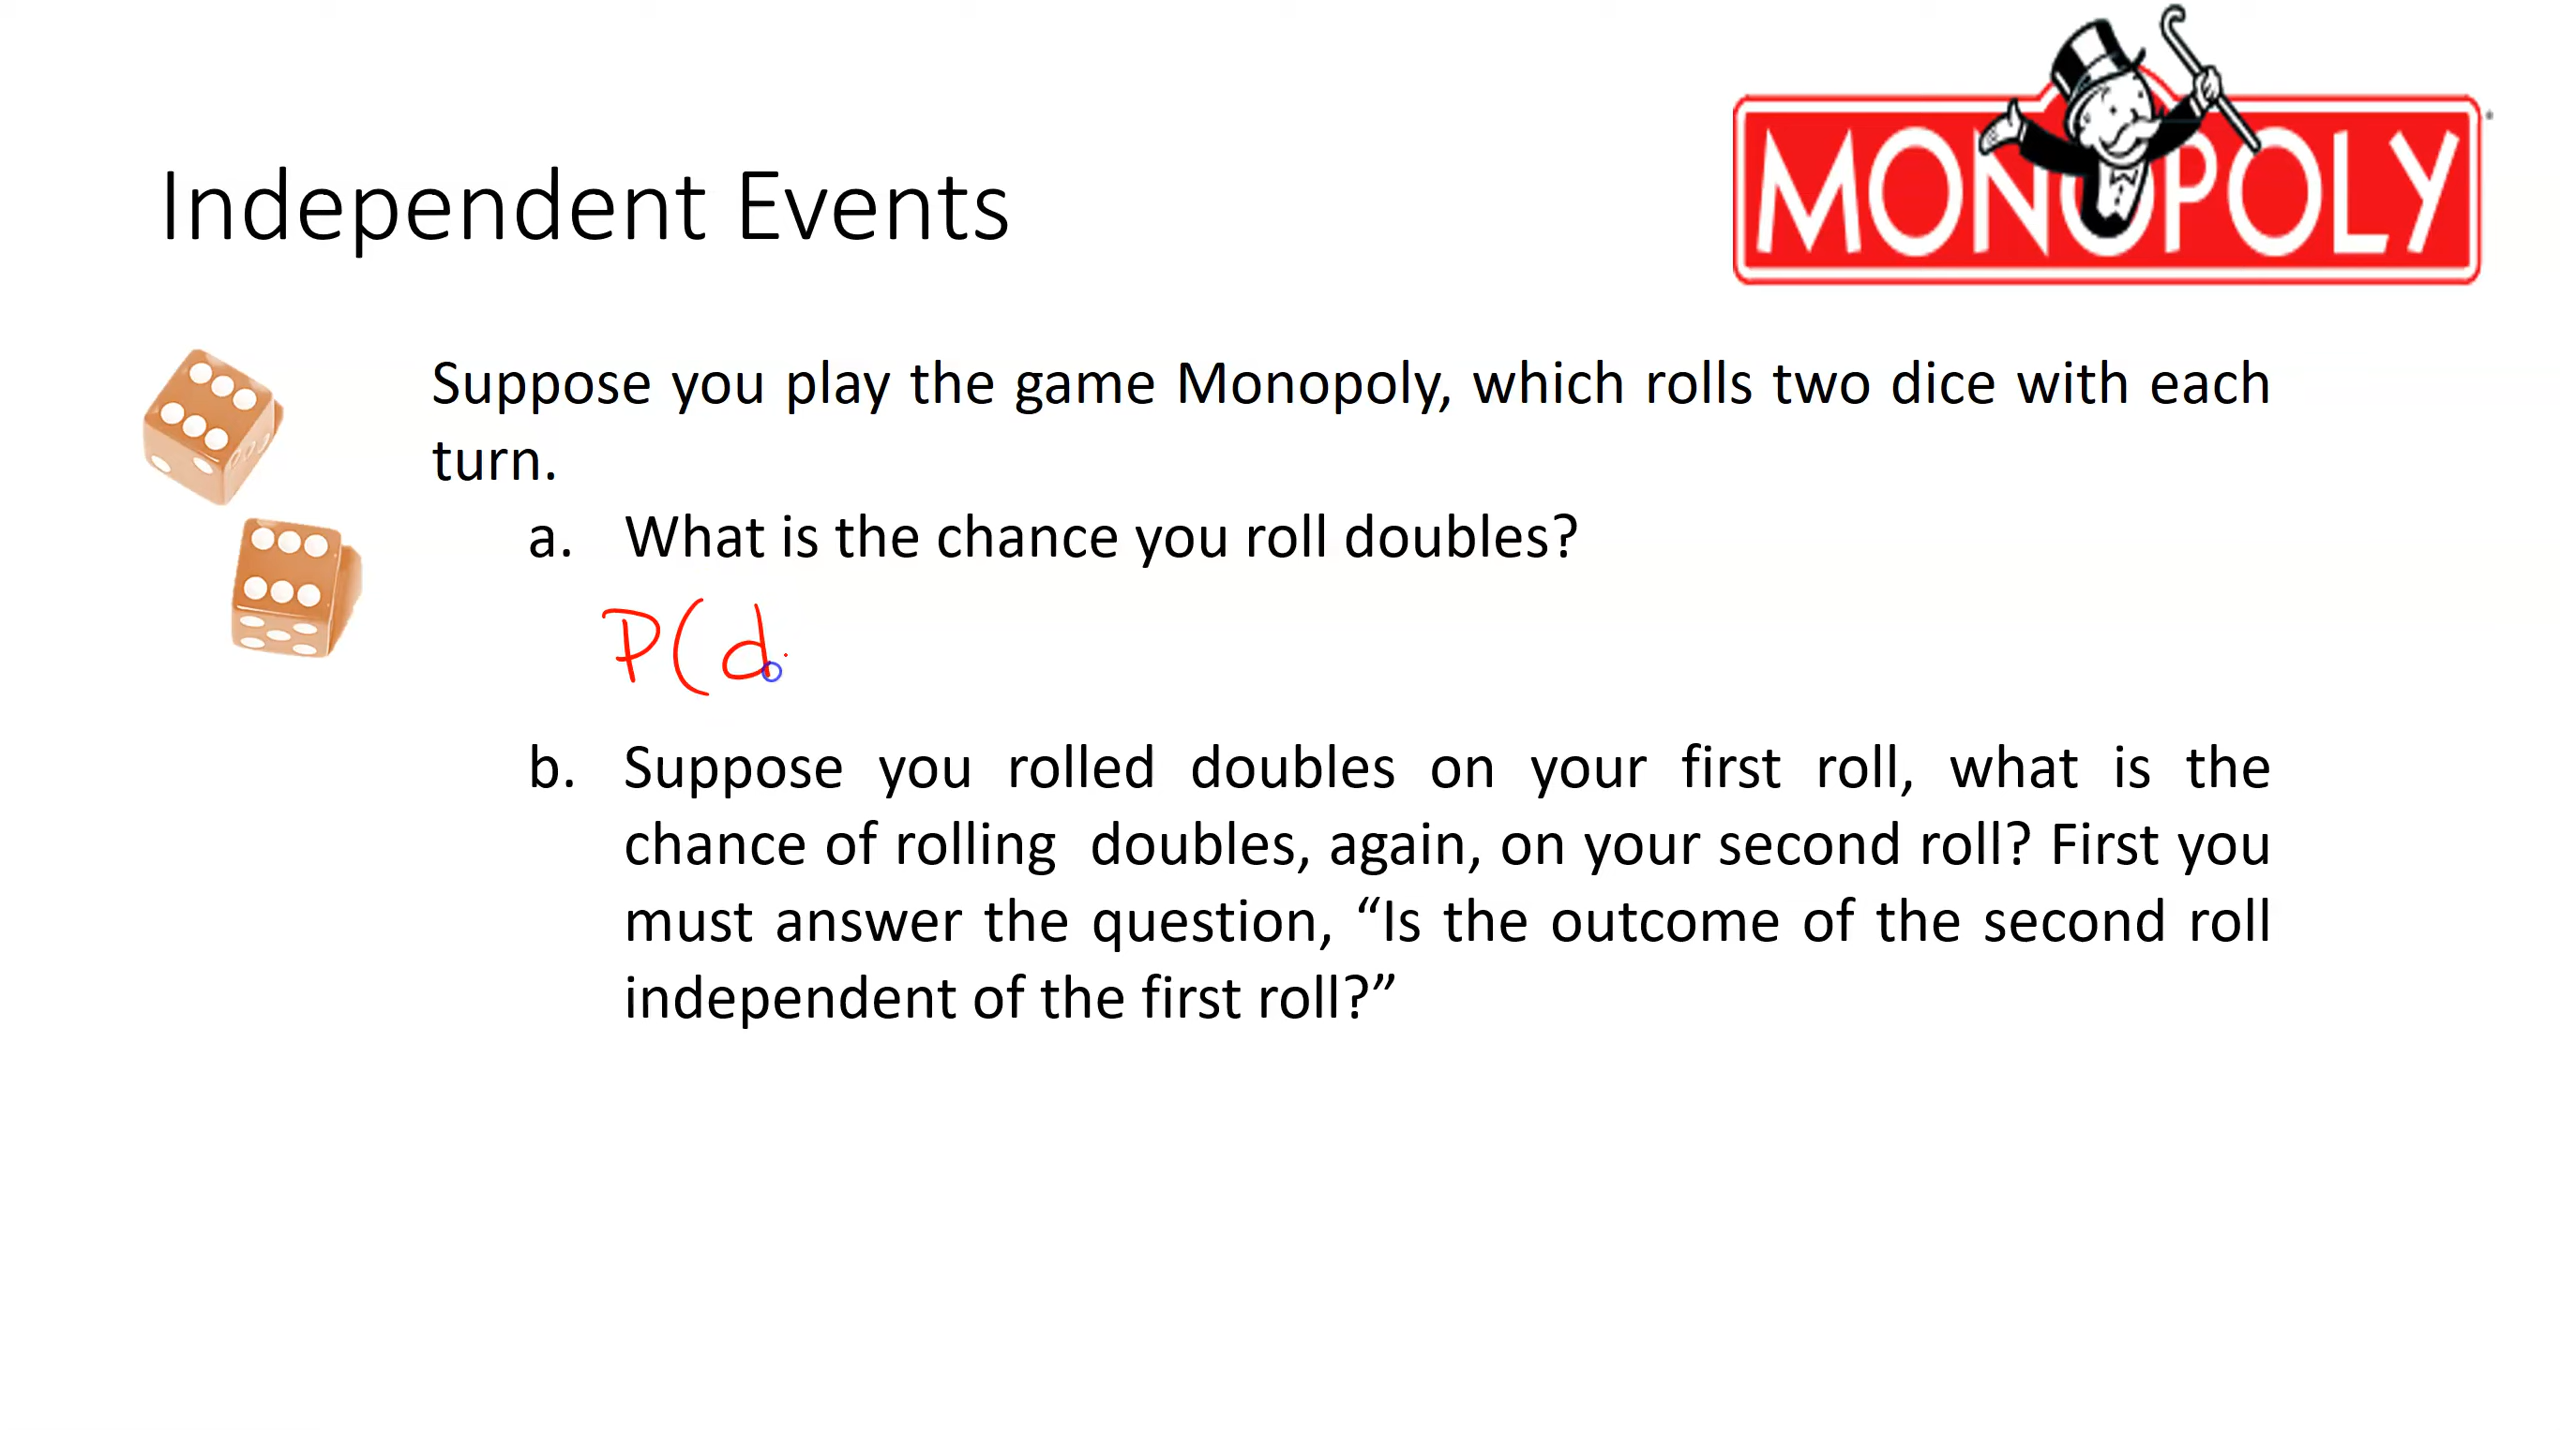 MONOPOLY
Independent Events
Suppose you play the game Monopoly, which rolls two dice with each
turn.
a. What is the chance you roll doubles?
P(d
b. Suppose you rolled doubles on your first roll, what is the
chance of rolling doubles, again, on your second roll? First you
must answer the question, “Is the outcome of the second roll
independent of the first roll?”